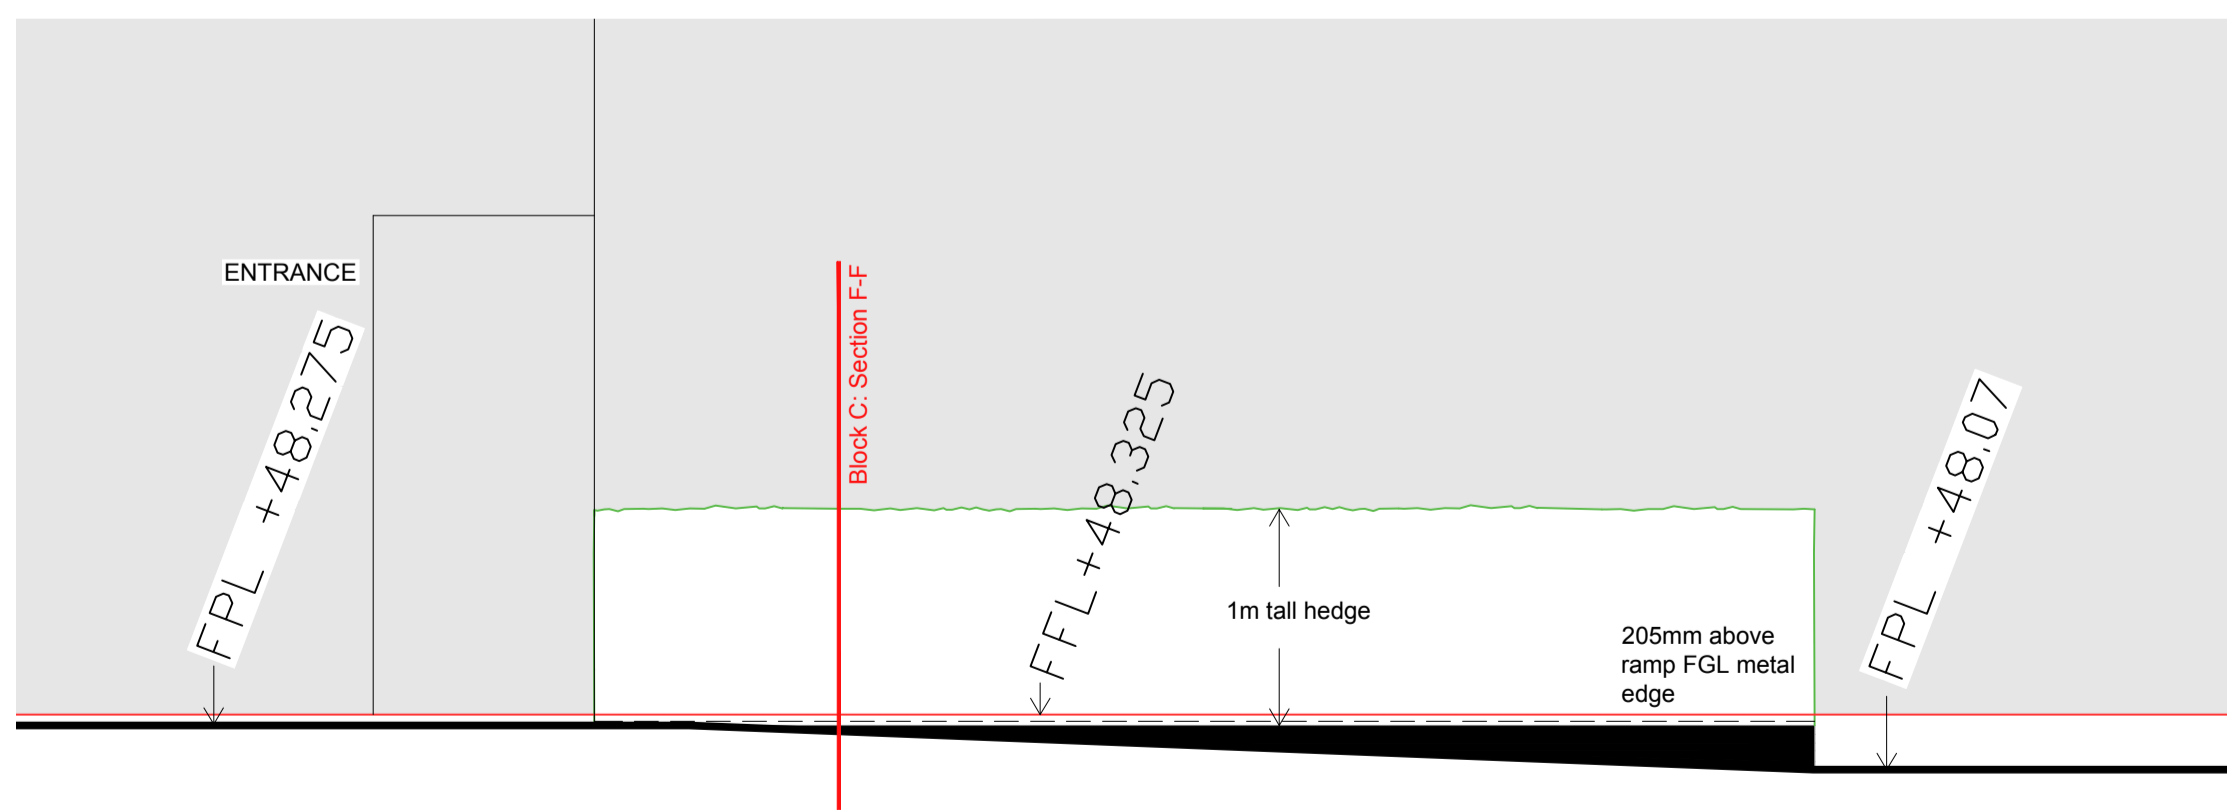 ENTRANCE
FPL +48.275
Block C: Section F-F
FFL +48.325
1m tall hedge
205mm above
ramp FGL metal
edge
FPL +48.07